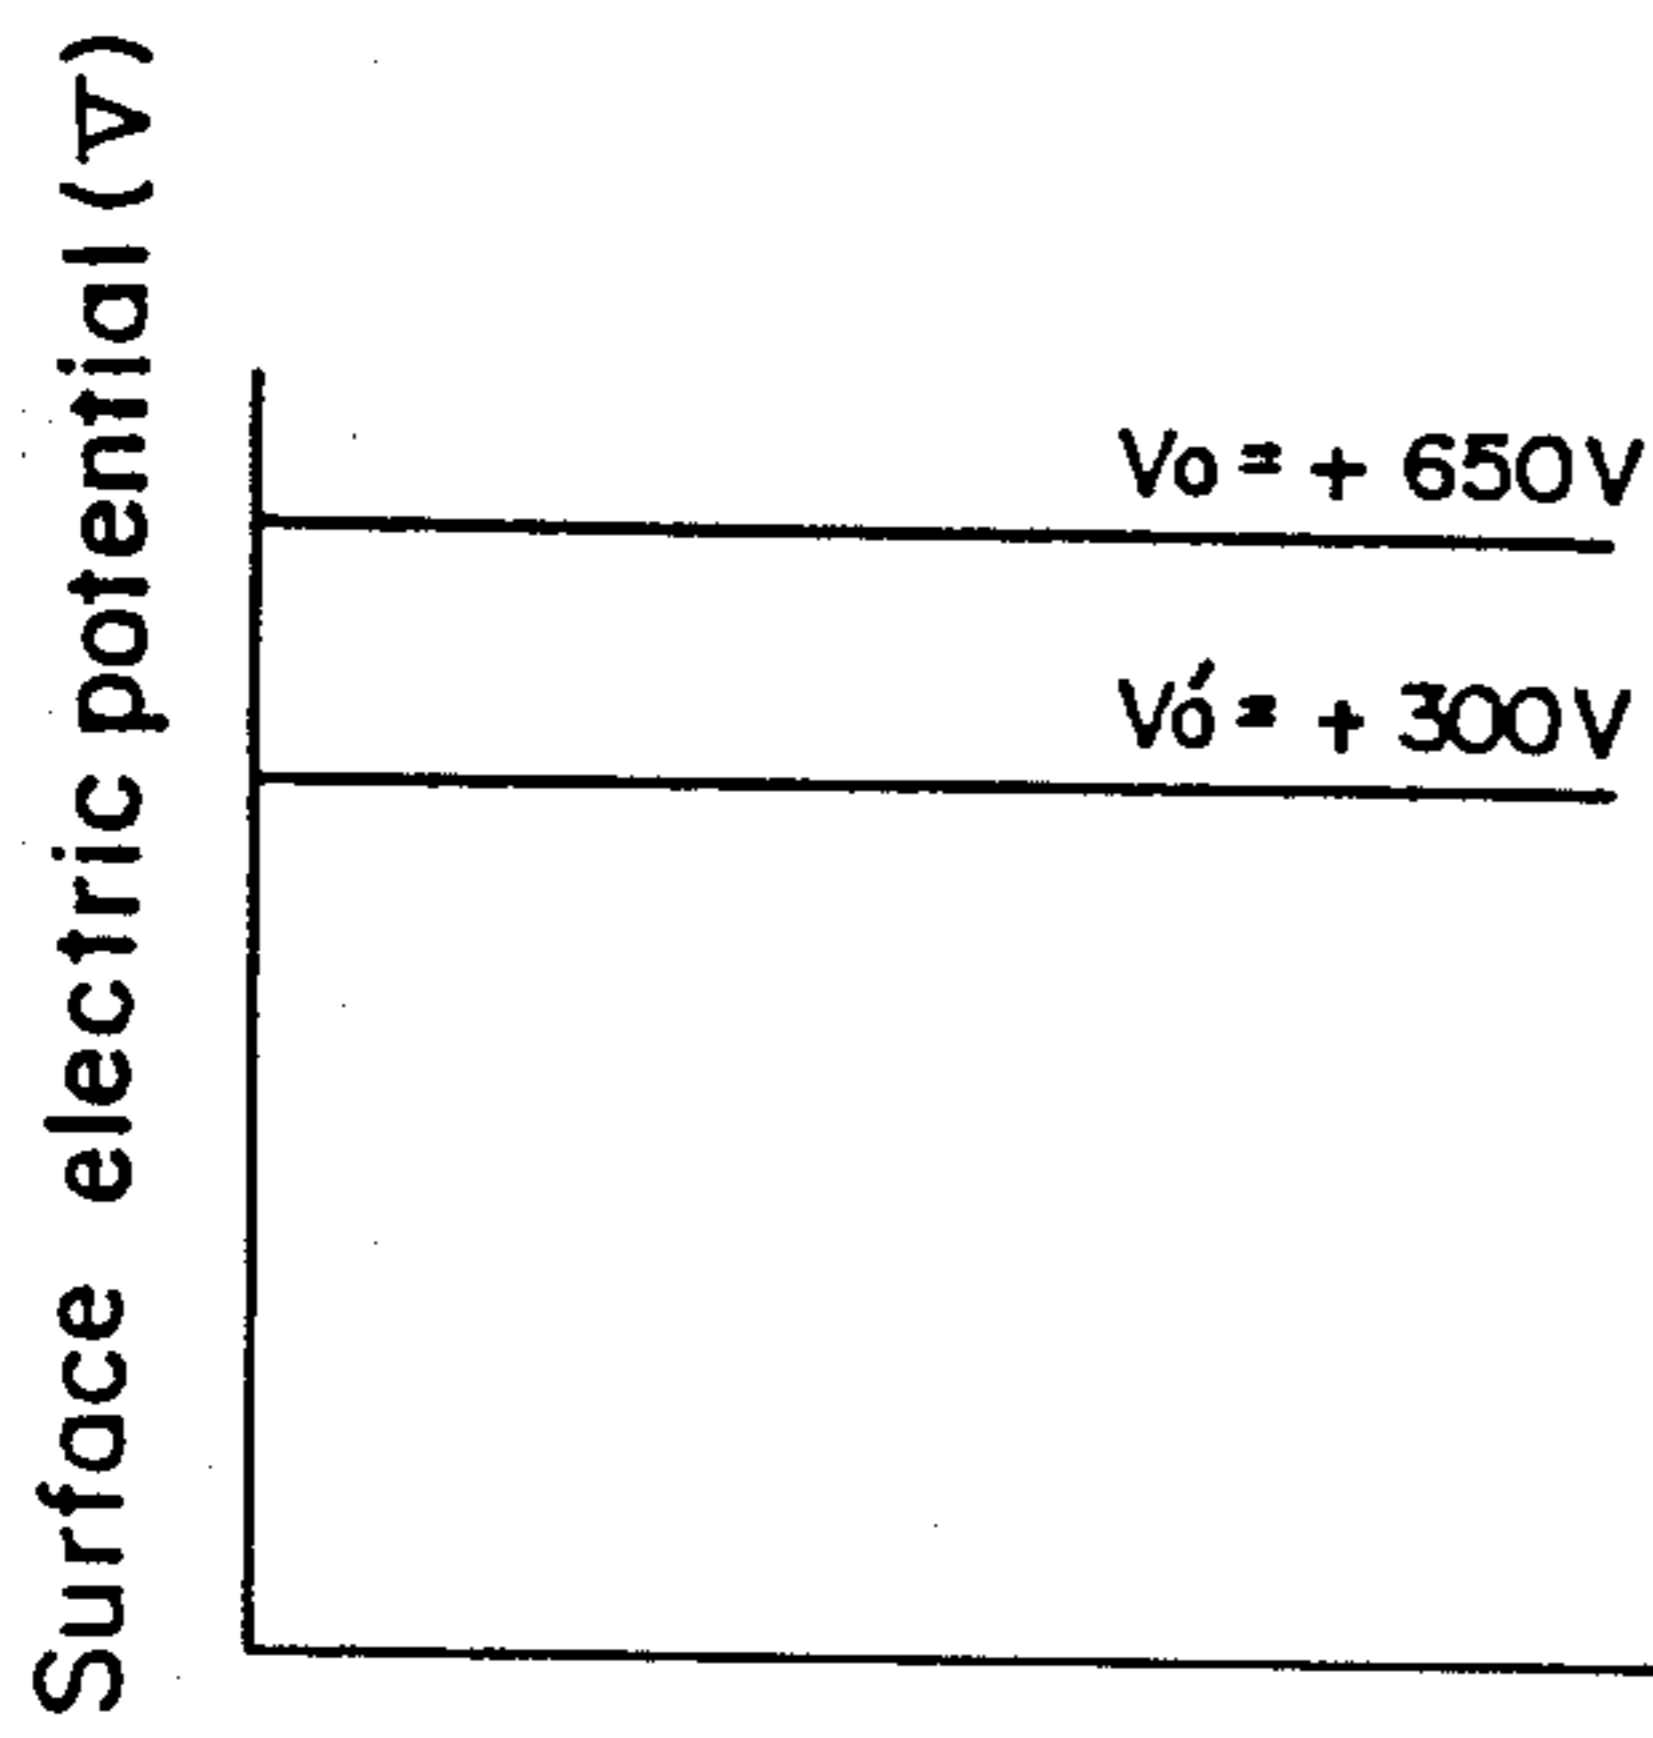 Surface electric potential (V)
Vo = + 650V
Vó = + 300V